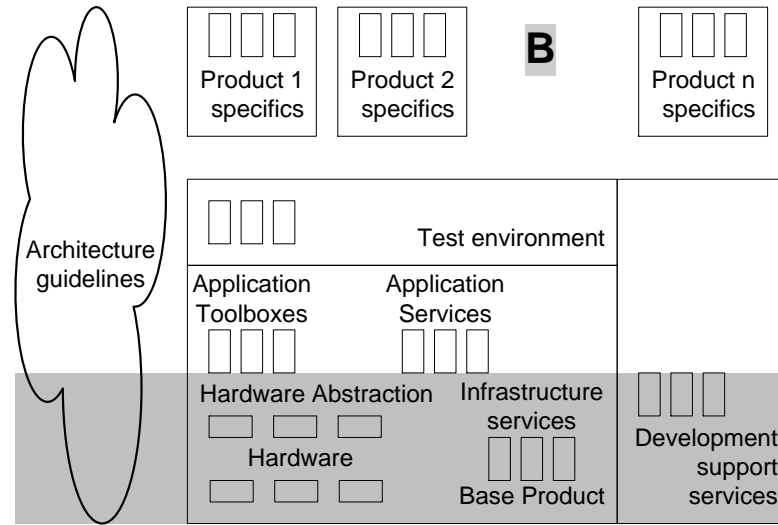 B
Product 1
specifics
Product 2
specifics
Product n
specifics
Architecture
guidelines
Test environment
Application
Toolboxes
Application
Services
Hardware Abstraction
Hardware
Infrastructure
services
Base Product
Development
support
services